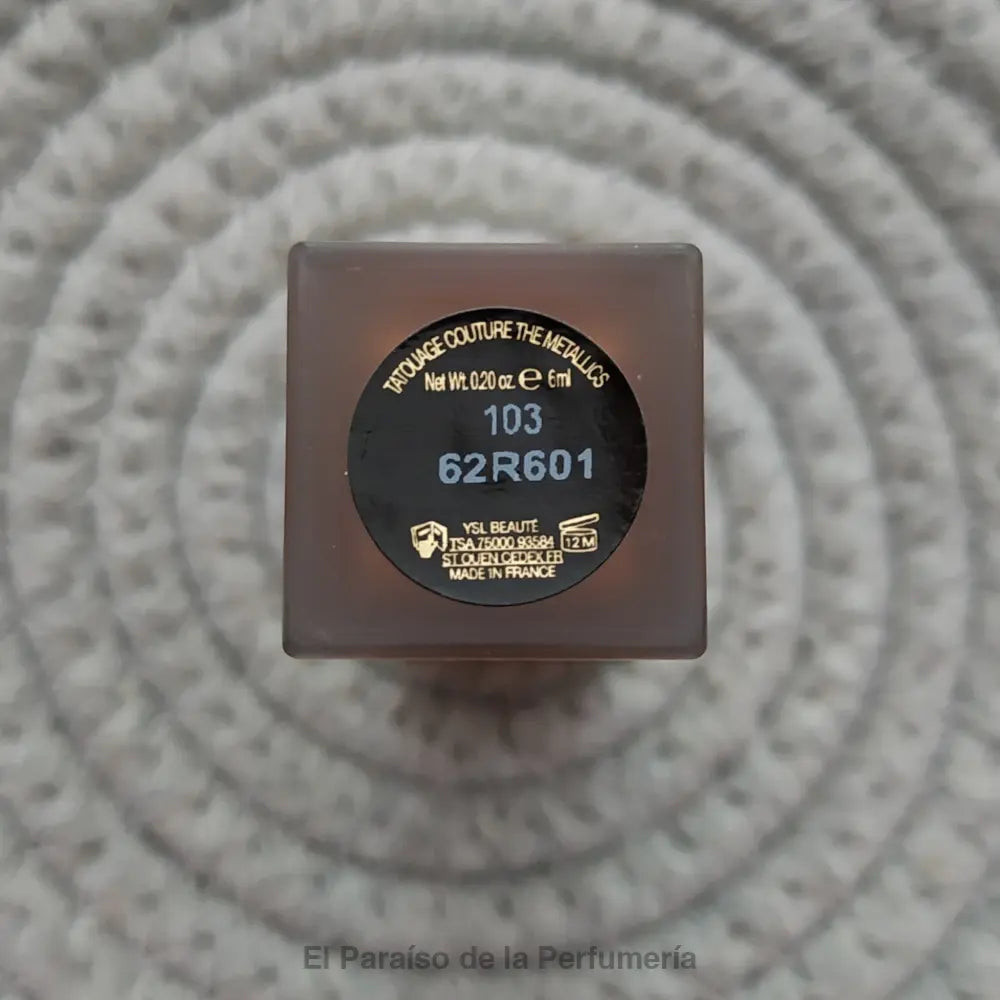 TATOUAGE COUTURE THE METALLICS
Net Wt. 0.20 oz. e 6ml
103
62R601
YSL BEAUTÉ
TSA 75000 93584
ST OUEN CEDEX FR
MADE IN FRANCE
12 M
El Paraíso de la Perfumería